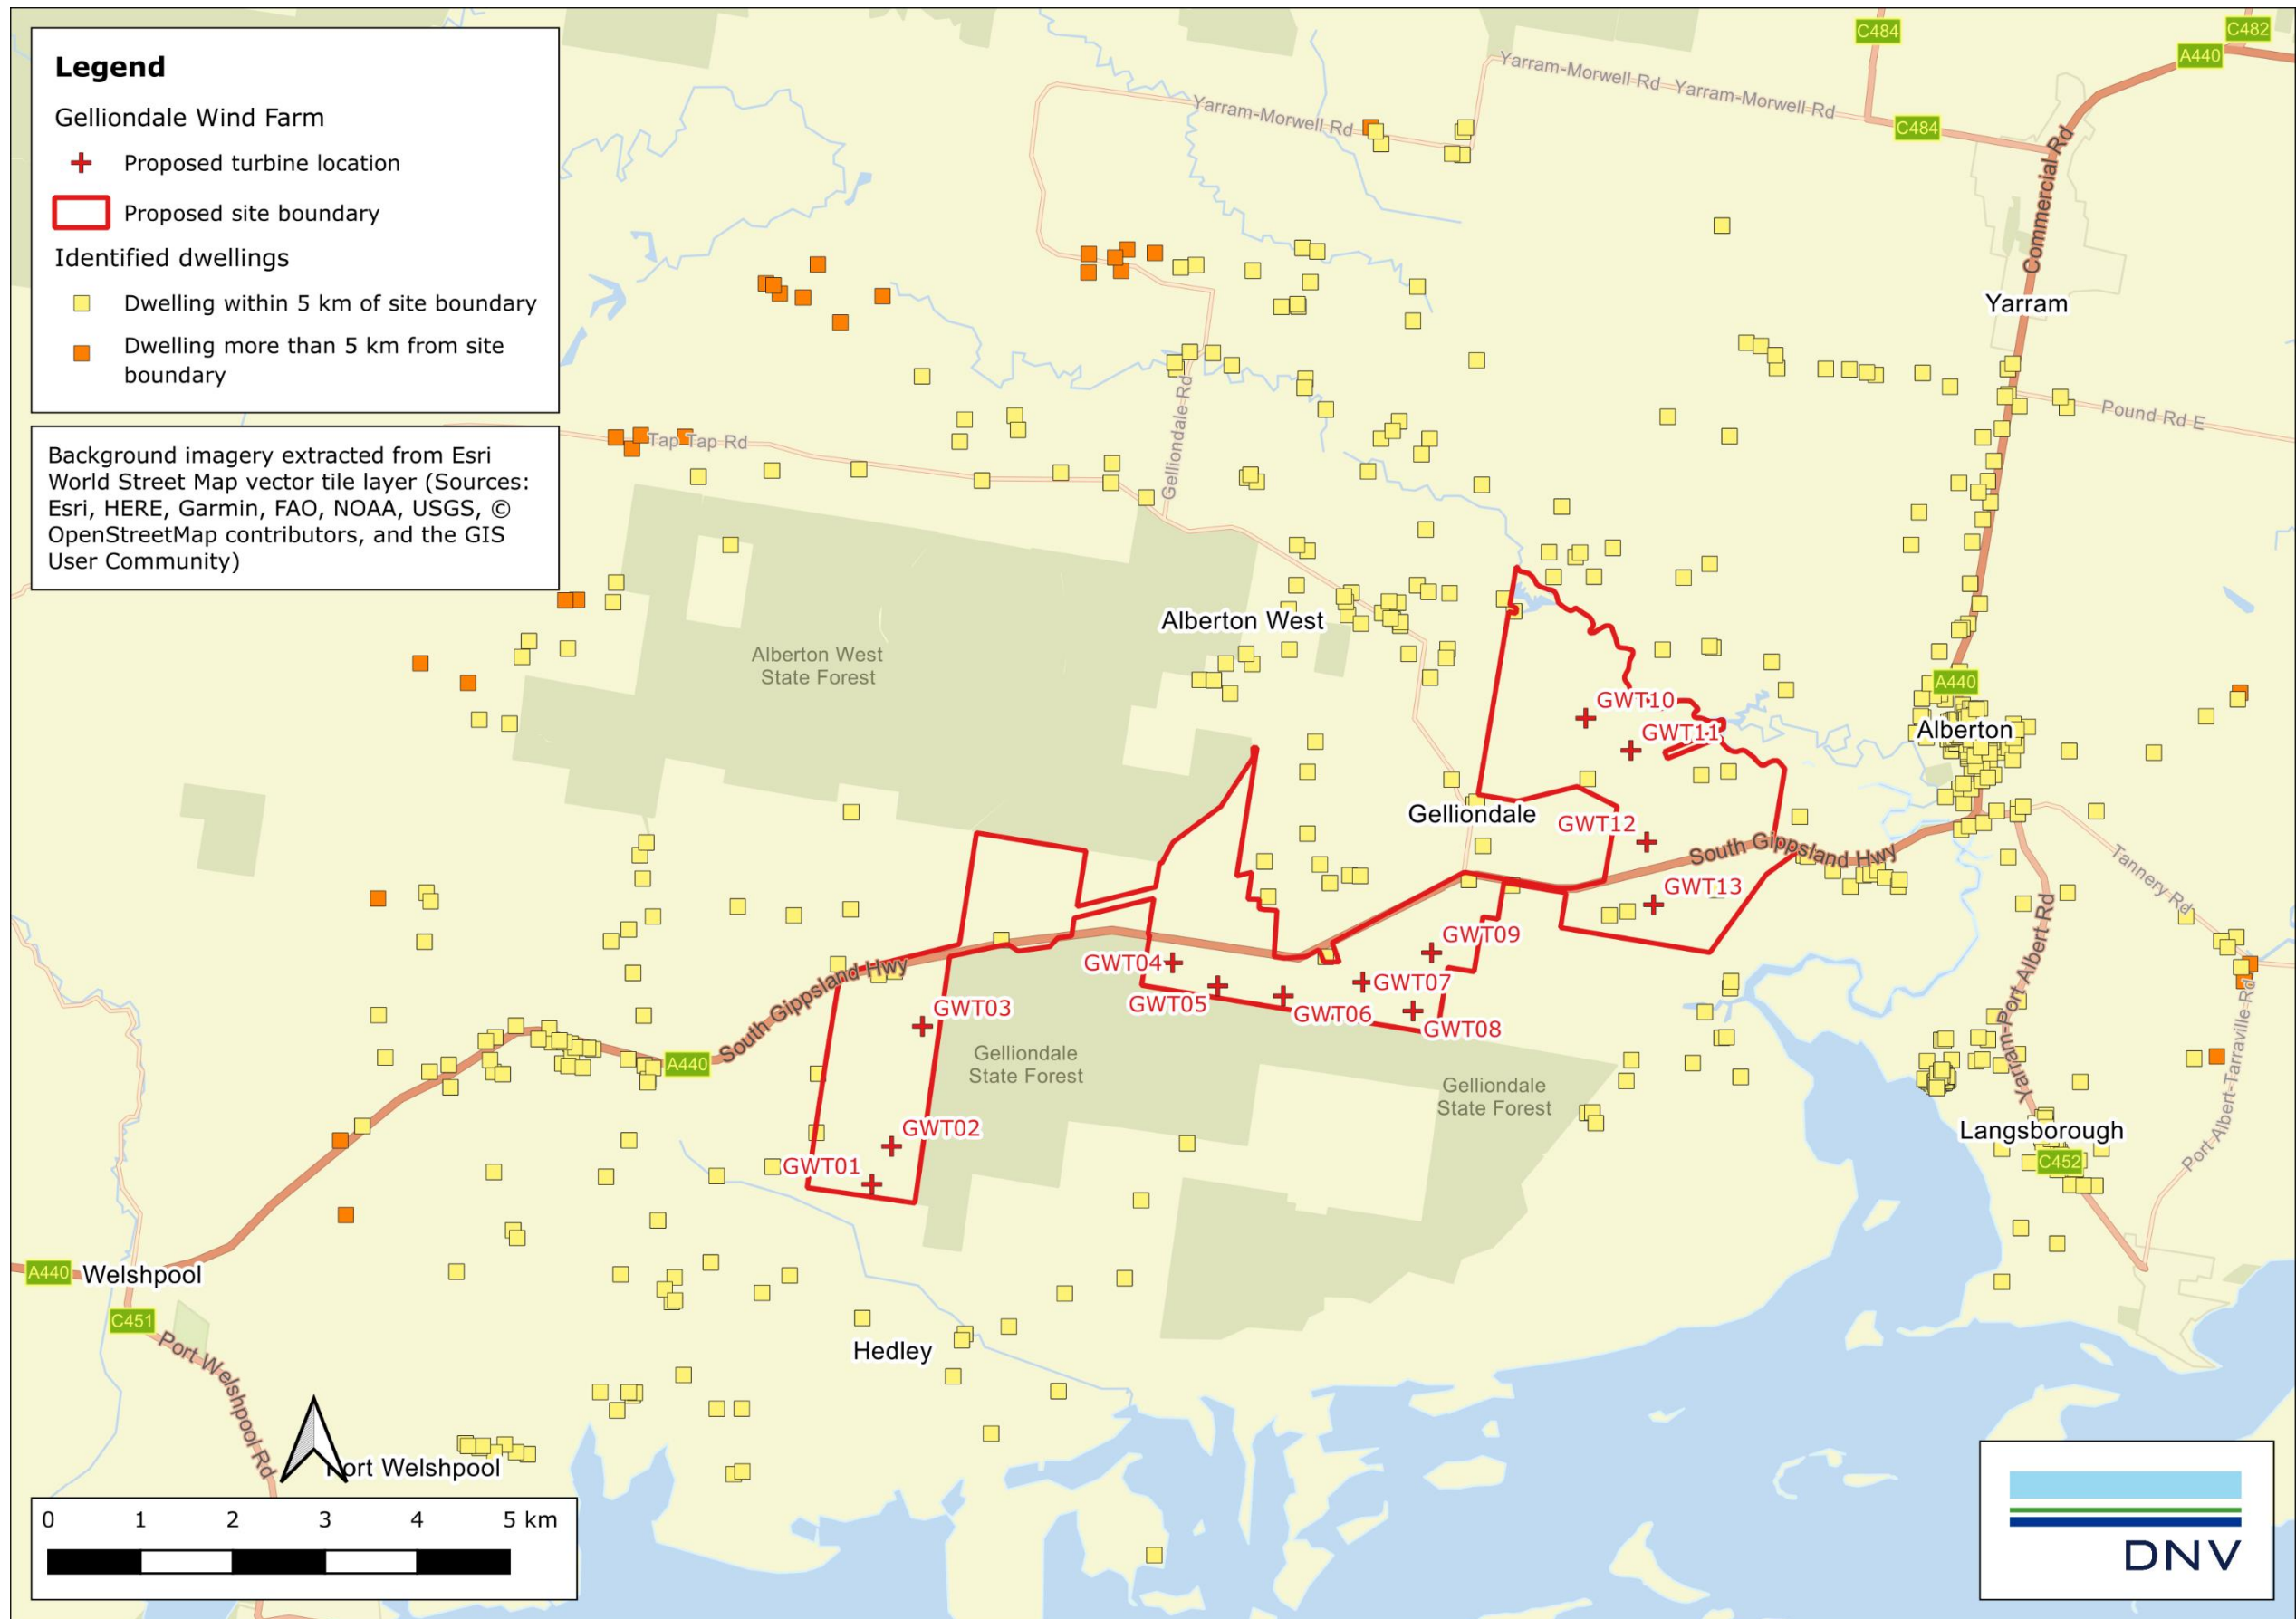 Legend
Gelliondale Wind Farm
Proposed turbine location
Proposed site boundary
Identified dwellings
Dwelling within 5 km of site boundary
Dwelling more than 5 km from site
boundary
Background imagery extracted from Esri
World Street Map vector tile layer (Sources:
Esri, HERE, Garmin, FAO, NOAA, USGS, ©
OpenStreetMap contributors, and the GIS
User Community)
C484
C482
A440
Yarram-Morwell Rd
Yarram-Morwell Rd
Yarram-Morwell Rd
C484
Commercial Rd
Yarram
Pound Rd E
Gelliondale Rd
Tap Tap Rd
Alberton West
Alberton West
State Forest
A440
Alberton
GWT10
GWT11
Gelliondale
GWT12
South Gippsland Hwy
GWT13
Tannery Rd
Yarram-Port Albert Rd
GWT09
GWT04
GWT05
GWT06
GWT07
GWT08
South Gippsland Hwy
GWT03
A440
Gelliondale
State Forest
Gelliondale
State Forest
Port Albert-Tarraville Rd
GWT02
GWT01
Langsborough
C452
A440
Welshpool
C451
Port Welshpool Rd
Hedley
Port Welshpool
0 1 2 3 4 5 km
DNV